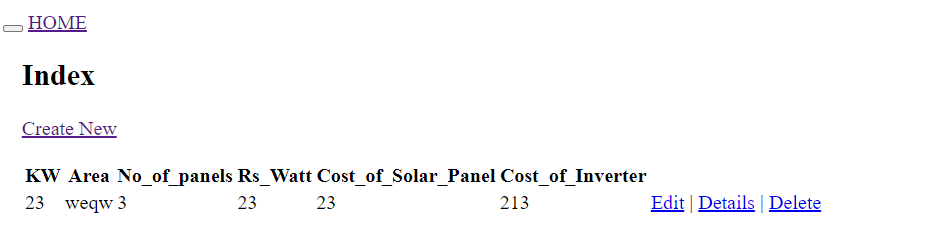 HOME
Index
Create New
KW Area No_of_panels Rs_Watt Cost_of_Solar_Panel Cost_of_Inverter
23 weqw 3 23 23 213 Edit | Details | Delete